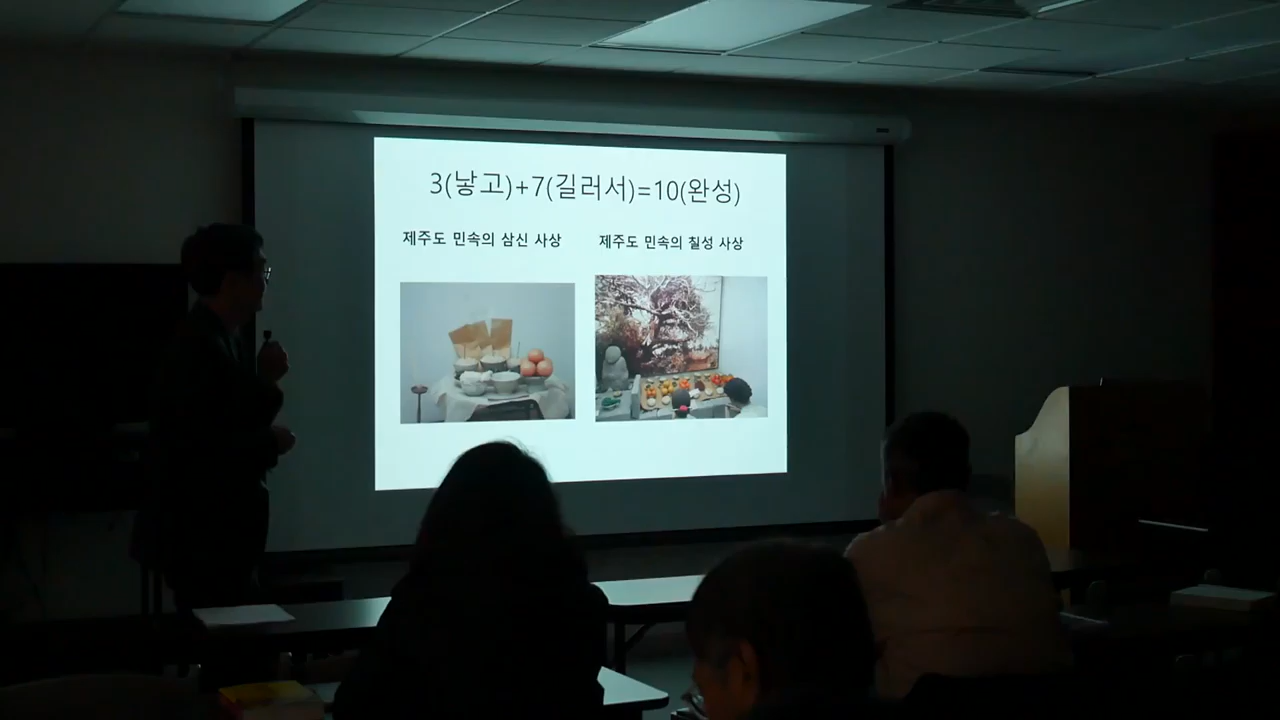 3(낳고)+7(길러서)=10(완성)
제주도 민속의 삼신 사상
제주도 민속의 칠성 사상